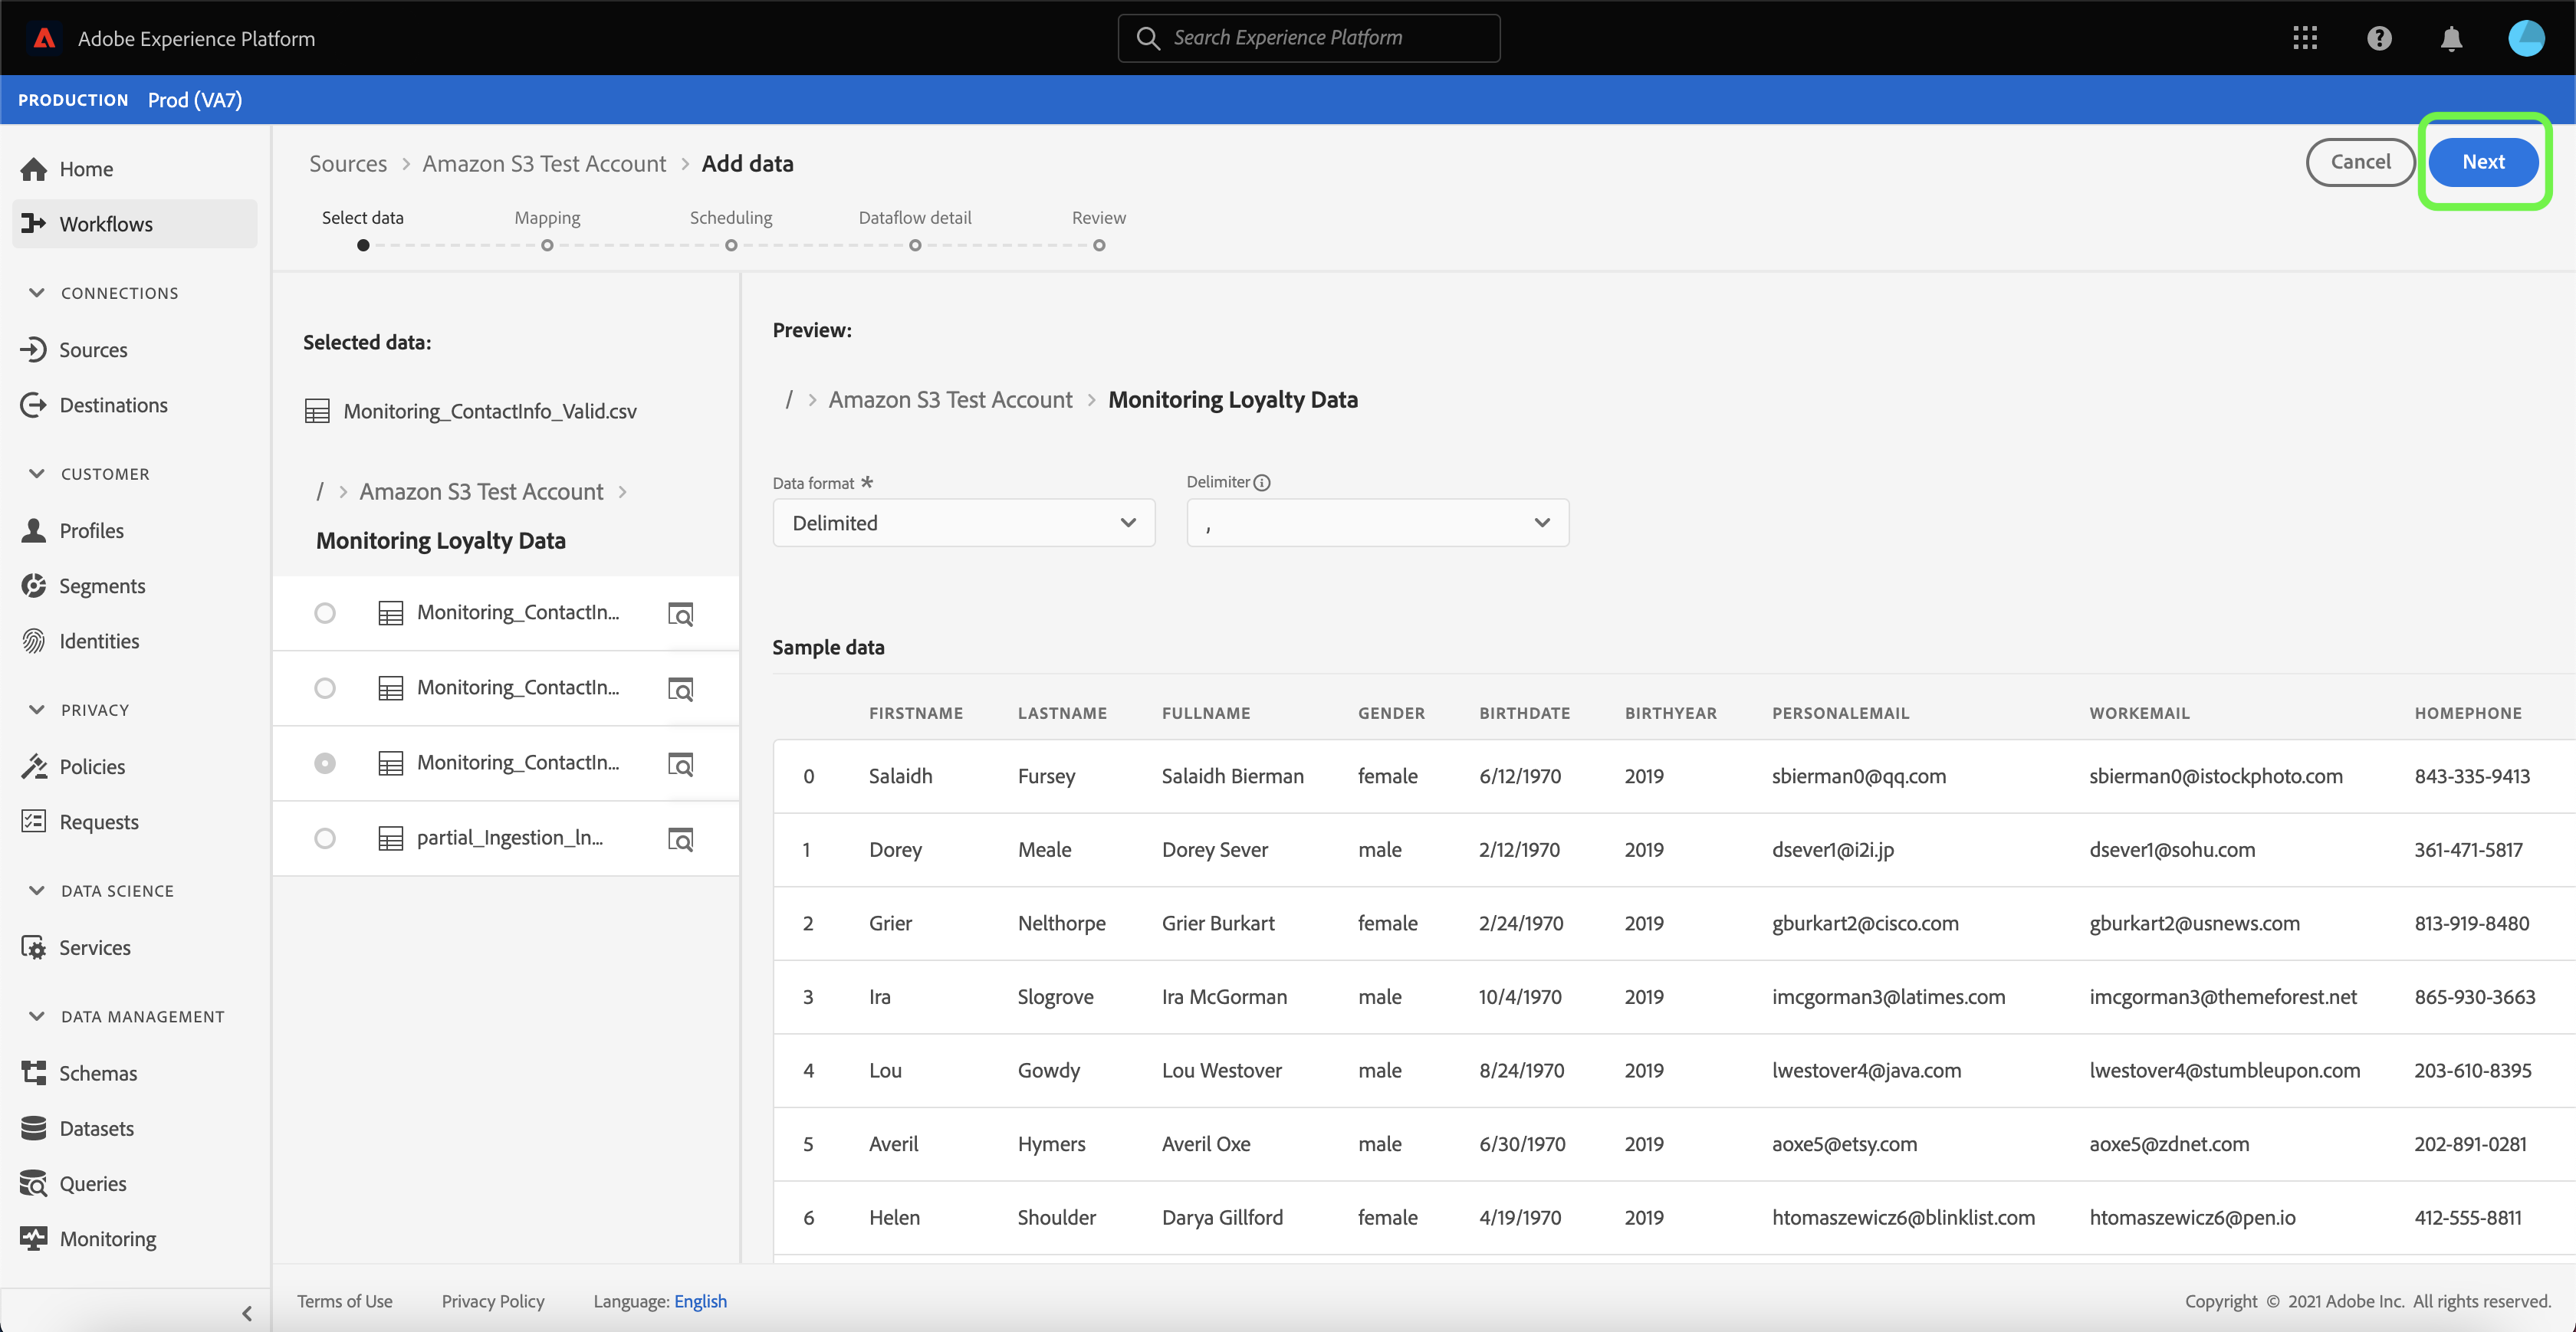 Adobe Experience Platform
Search Experience Platform
PRODUCTION Prod (VA7)
Home
Workflows
CONNECTIONS
Sources
Destinations
CUSTOMER
Profiles
Segments
Identities
PRIVACY
Policies
Requests
DATA SCIENCE
Services
DATA MANAGEMENT
Schemas
Datasets
Queries
Monitoring
Sources > Amazon S3 Test Account > Add data
Cancel Next
Select data Mapping Scheduling Dataflow detail Review
Selected data:
Monitoring_ContactInfo_Valid.csv
/ > Amazon S3 Test Account >
Monitoring Loyalty Data
Monitoring_ContactIn...
Monitoring_ContactIn...
Monitoring_ContactIn...
partial_Ingestion_In...
Preview:
/ > Amazon S3 Test Account > Monitoring Loyalty Data
Data format * Delimiter
Delimited ,
Sample data
FIRSTNAME LASTNAME FULLNAME GENDER BIRTHDATE BIRTHYEAR PERSONALEMAIL WORKEMAIL HOMEPHONE
0 Salaidh Fursey Salaidh Bierman female 6/12/1970 2019 sbierman0@qq.com sbierman0@istockphoto.com 843-335-9413
1 Dorey Meale Dorey Sever male 2/12/1970 2019 dsever1@i2i.jp dsever1@sohu.com 361-471-5817
2 Grier Nelthorpe Grier Burkart female 2/24/1970 2019 gburkart2@cisco.com gburkart2@usnews.com 813-919-8480
3 Ira Slogrove Ira McGorman male 10/4/1970 2019 imcgorman3@latimes.com imcgorman3@themeforest.net 865-930-3663
4 Lou Gowdy Lou Westover male 8/24/1970 2019 lwestover4@java.com lwestover4@stumbleupon.com 203-610-8395
5 Averil Hymers Averil Oxe male 6/30/1970 2019 aoxe5@etsy.com aoxe5@zdnet.com 202-891-0281
6 Helen Shoulder Darya Gillford female 4/19/1970 2019 htomaszewicz6@blinklist.com htomaszewicz6@pen.io 412-555-8811
Terms of Use Privacy Policy Language: English Copyright © 2021 Adobe Inc. All rights reserved.